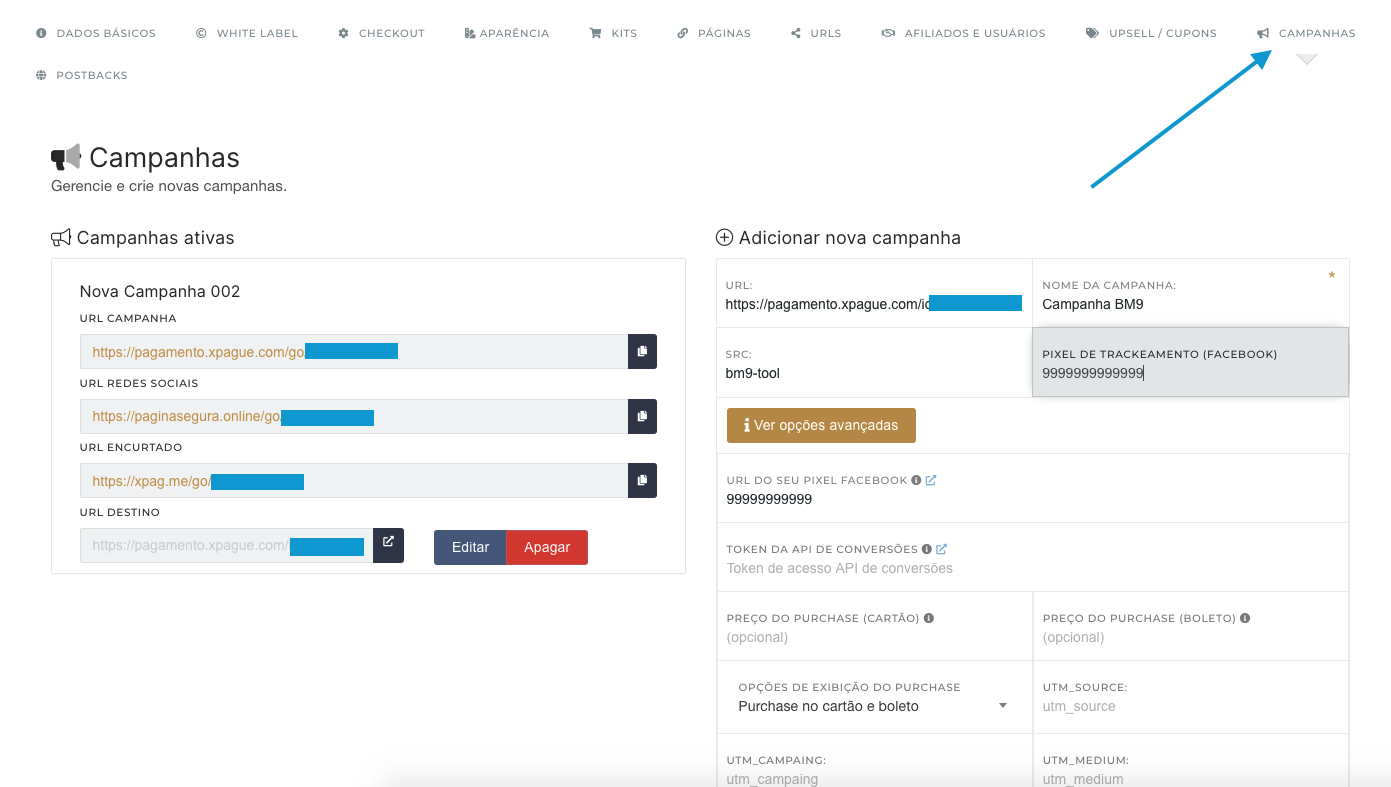 DADOS BÁSICOS WHITE LABEL CHECKOUT APARÊNCIA KITS PÁGINAS URLS AFILIADOS E USUÁRIOS UPSELL / CUPONS CAMPANHAS
POSTBACKS
Campanhas
Gerencie e crie novas campanhas.
Campanhas ativas
Nova Campanha 002
URL CAMPANHA
https://pagamento.xpague.com/go
URL REDES SOCIAIS
https://paginasegura.online/go
URL ENCURTADO
https://xpag.me/go/
URL DESTINO
https://pagamento.xpague.com/
Editar Apagar
Adicionar nova campanha
URL:
https://pagamento.xpague.com/
NOME DA CAMPANHA: *
Campanha BM9
SRC:
bm9-tool
PIXEL DE TRACKEAMENTO (FACEBOOK)
9999999999999
Ver opções avançadas
URL DO SEU PIXEL FACEBOOK
99999999999
TOKEN DA API DE CONVERSÕES
Token de acesso API de conversões
PREÇO DO PURCHASE (CARTÃO)
(opcional)
PREÇO DO PURCHASE (BOLETO)
(opcional)
OPÇÕES DE EXIBIÇÃO DO PURCHASE
Purchase no cartão e boleto
UTM_SOURCE:
utm_source
UTM_CAMPAING:
utm_campaing
UTM_MEDIUM:
utm_medium